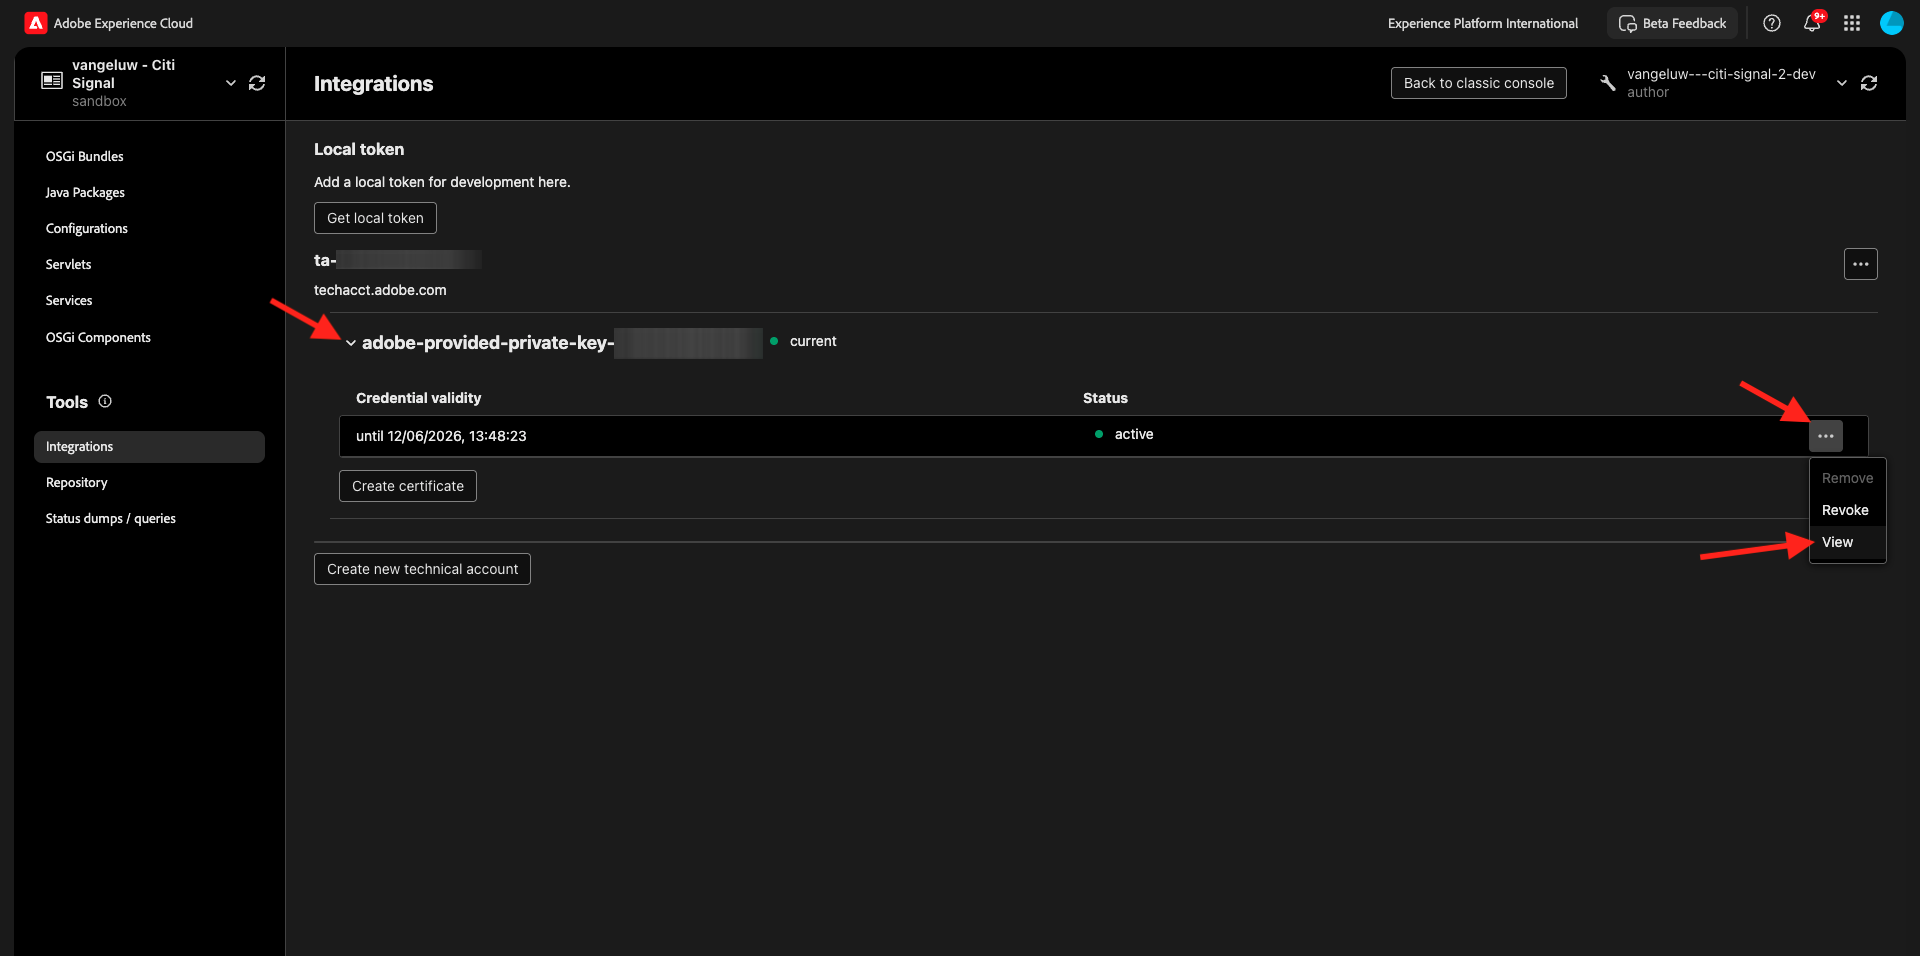 Adobe Experience Cloud
Experience Platform International
Beta Feedback
9+
vangeluw - Citi
Signal
sandbox
Integrations
Back to classic console
vangeluw---citi-signal-2-dev
author
OSGi Bundles
Java Packages
Configurations
Servlets
Services
OSGi Components
Tools
Integrations
Repository
Status dumps / queries
Local token
Add a local token for development here.
Get local token
ta-
techacct.adobe.com
adobe-provided-private-key-
current
Credential validity
Status
until 12/06/2026, 13:48:23
active
Create certificate
Remove
Revoke
View
Create new technical account